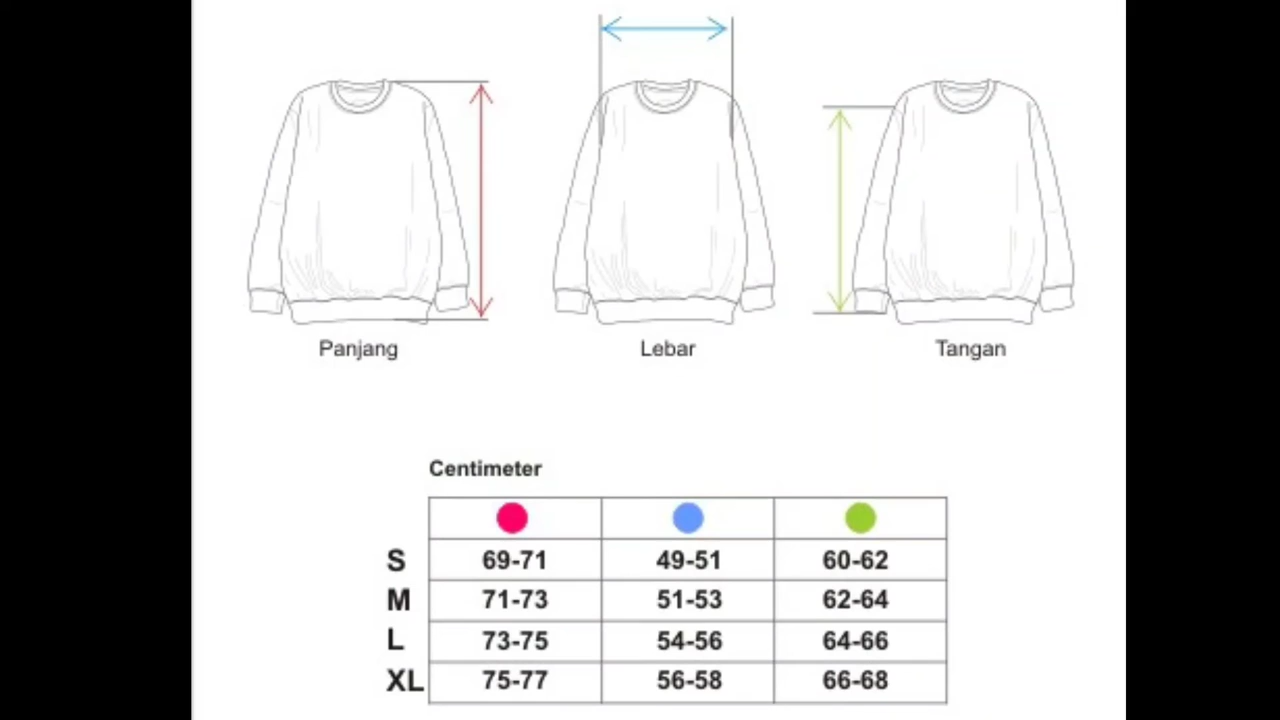 Panjang Lebar Tangan
Centimeter
S 69-71 49-51 60-62
M 71-73 51-53 62-64
L 73-75 54-56 64-66
XL 75-77 56-58 66-68